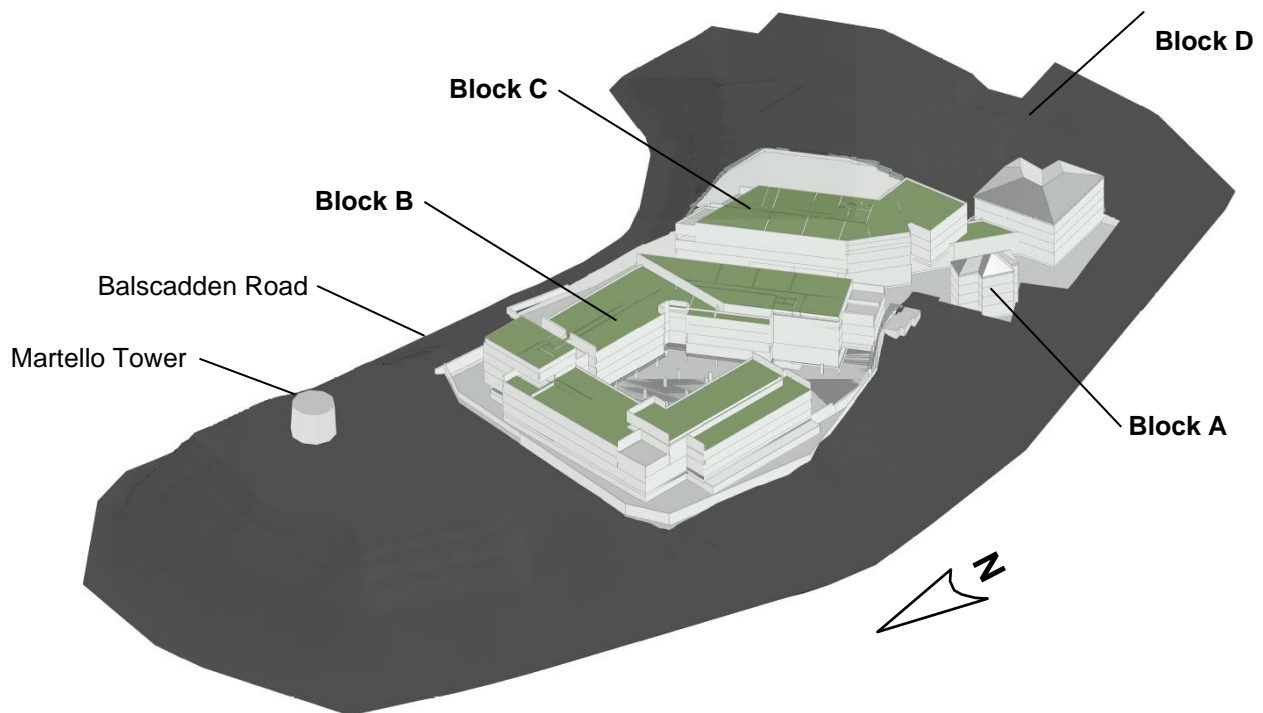 Block D
Block C
Block B
Balscadden Road
Martello Tower
Block A
N